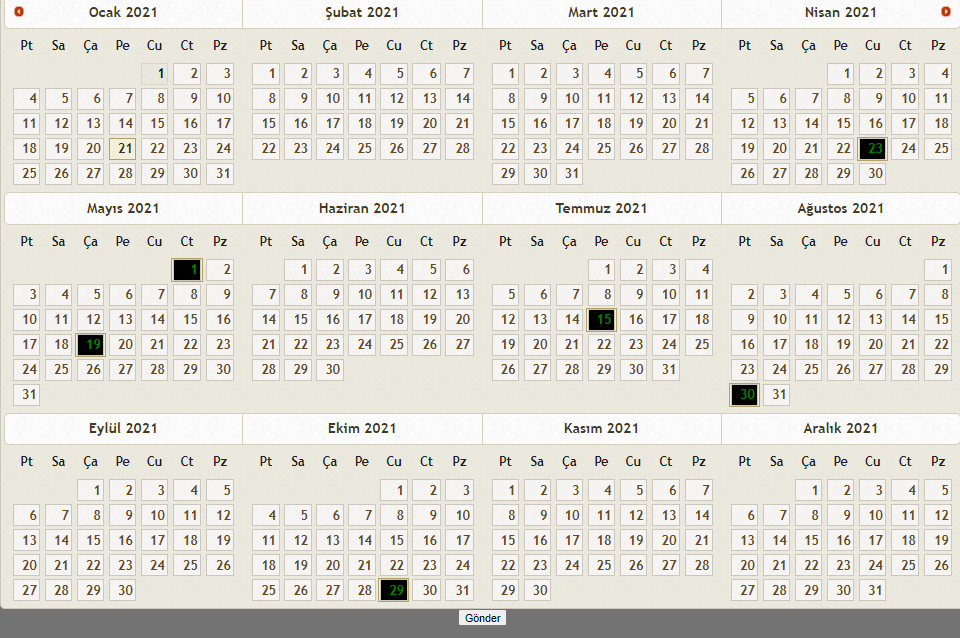 Ocak 2021 Şubat 2021 Mart 2021 Nisan 2021
Pt Sa Ça Pe Cu Ct Pz Pt Sa Ça Pe Cu Ct Pz Pt Sa Ça Pe Cu Ct Pz Pt Sa Ça Pe Cu Ct Pz
1 2 3 1 2 3 4 5 6 7 1 2 3 4 5 6 7 1 2 3 4
4 5 6 7 8 9 10 8 9 10 11 12 13 14 8 9 10 11 12 13 14 5 6 7 8 9 10 11
11 12 13 14 15 16 17 15 16 17 18 19 20 21 15 16 17 18 19 20 21 12 13 14 15 16 17 18
18 19 20 21 22 23 24 22 23 24 25 26 27 28 22 23 24 25 26 27 28 19 20 21 22 23 24 25
25 26 27 28 29 30 31 29 30 31 26 27 28 29 30
Mayıs 2021 Haziran 2021 Temmuz 2021 Ağustos 2021
Pt Sa Ça Pe Cu Ct Pz Pt Sa Ça Pe Cu Ct Pz Pt Sa Ça Pe Cu Ct Pz Pt Sa Ça Pe Cu Ct Pz
1 2 1 2 3 4 5 6 1 2 3 4 1
3 4 5 6 7 8 9 7 8 9 10 11 12 13 5 6 7 8 9 10 11 2 3 4 5 6 7 8
10 11 12 13 14 15 16 14 15 16 17 18 19 20 12 13 14 15 16 17 18 9 10 11 12 13 14 15
17 18 19 20 21 22 23 21 22 23 24 25 26 27 19 20 21 22 23 24 25 16 17 18 19 20 21 22
24 25 26 27 28 29 30 28 29 30 26 27 28 29 30 31 23 24 25 26 27 28 29
31 30 31
Eylül 2021 Ekim 2021 Kasım 2021 Aralık 2021
Pt Sa Ça Pe Cu Ct Pz Pt Sa Ça Pe Cu Ct Pz Pt Sa Ça Pe Cu Ct Pz Pt Sa Ça Pe Cu Ct Pz
1 2 3 4 5 1 2 3 1 2 3 4 5 6 7 1 2 3 4 5
6 7 8 9 10 11 12 4 5 6 7 8 9 10 8 9 10 11 12 13 14 6 7 8 9 10 11 12
13 14 15 16 17 18 19 11 12 13 14 15 16 17 15 16 17 18 19 20 21 13 14 15 16 17 18 19
20 21 22 23 24 25 26 18 19 20 21 22 23 24 22 23 24 25 26 27 28 20 21 22 23 24 25 26
27 28 29 30 25 26 27 28 29 30 31 29 30 27 28 29 30 31
Gönder